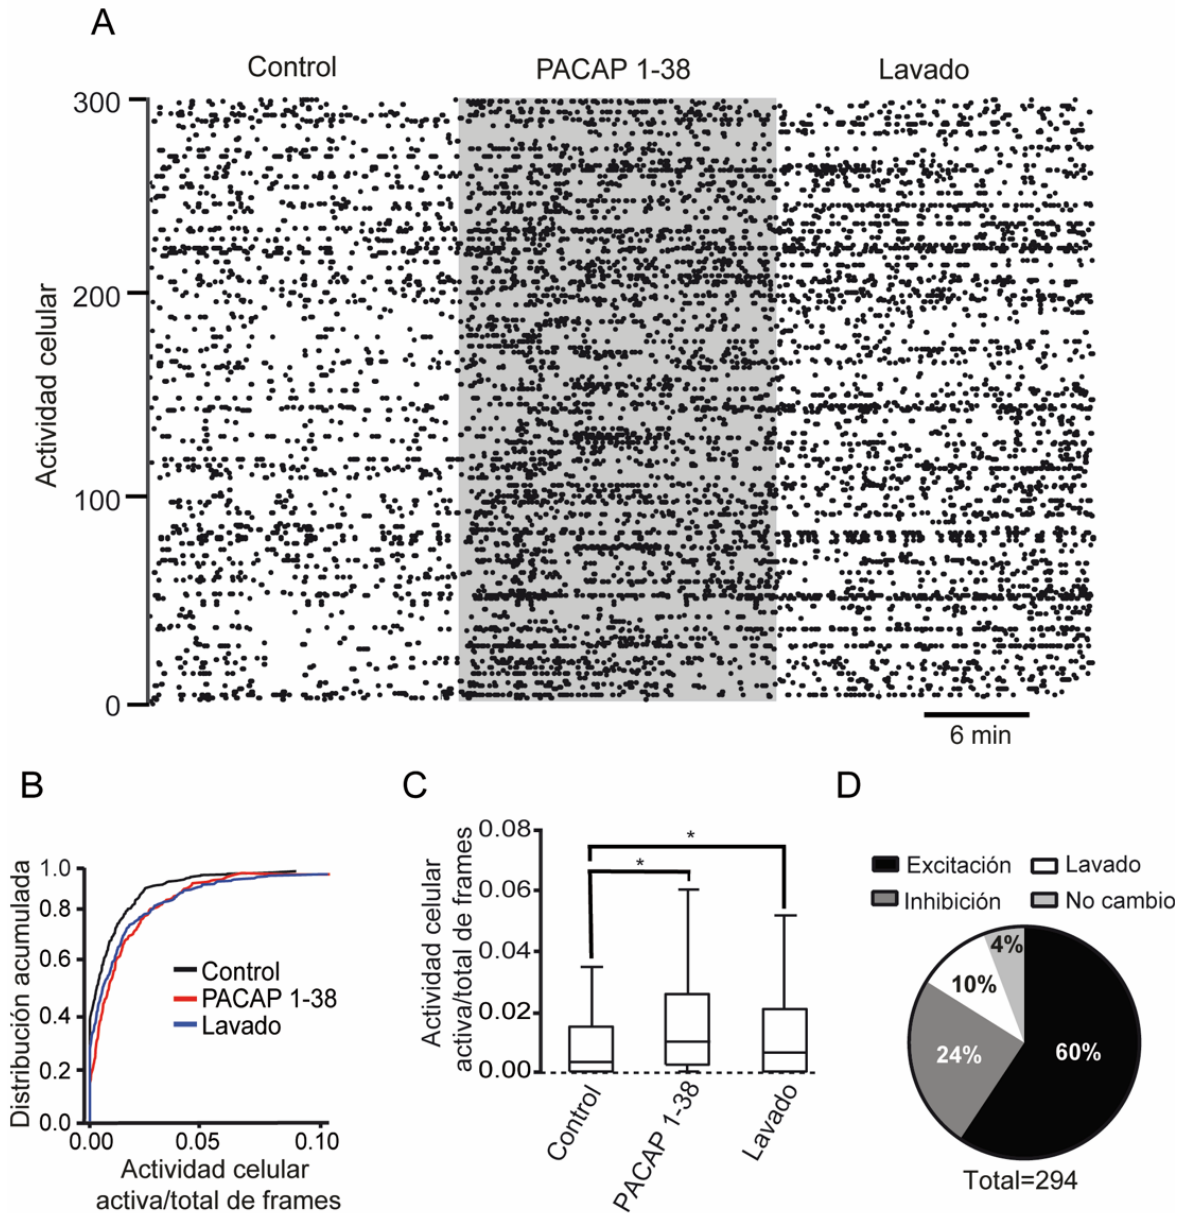 A
Control
PACAP 1-38
Lavado
300
200
100
0
Actividad celular
6 min
B
1.0
0.8
0.6
0.4
0.2
0.0
Distribución acumulada
Control
PACAP 1-38
Lavado
0.00
0.05
0.10
Actividad celular
activa/total de frames
C
Actividad celular
activa/total de frames
0.08
0.06
0.04
0.02
0.00
*
*
Control
PACAP 1-38
Lavado
D
Excitación
Lavado
Inhibición
No cambio
4%
10%
24%
60%
Total=294